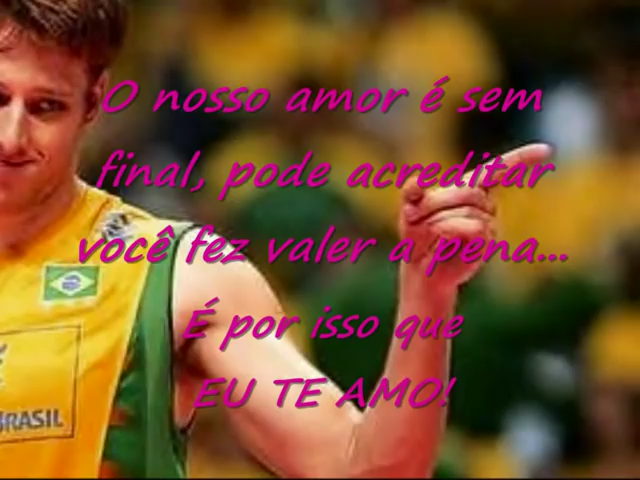 O nosso amor é sem
final, pode acreditar
você fez valer a pena...
É por isso que
EU TE AMO!
BRASIL